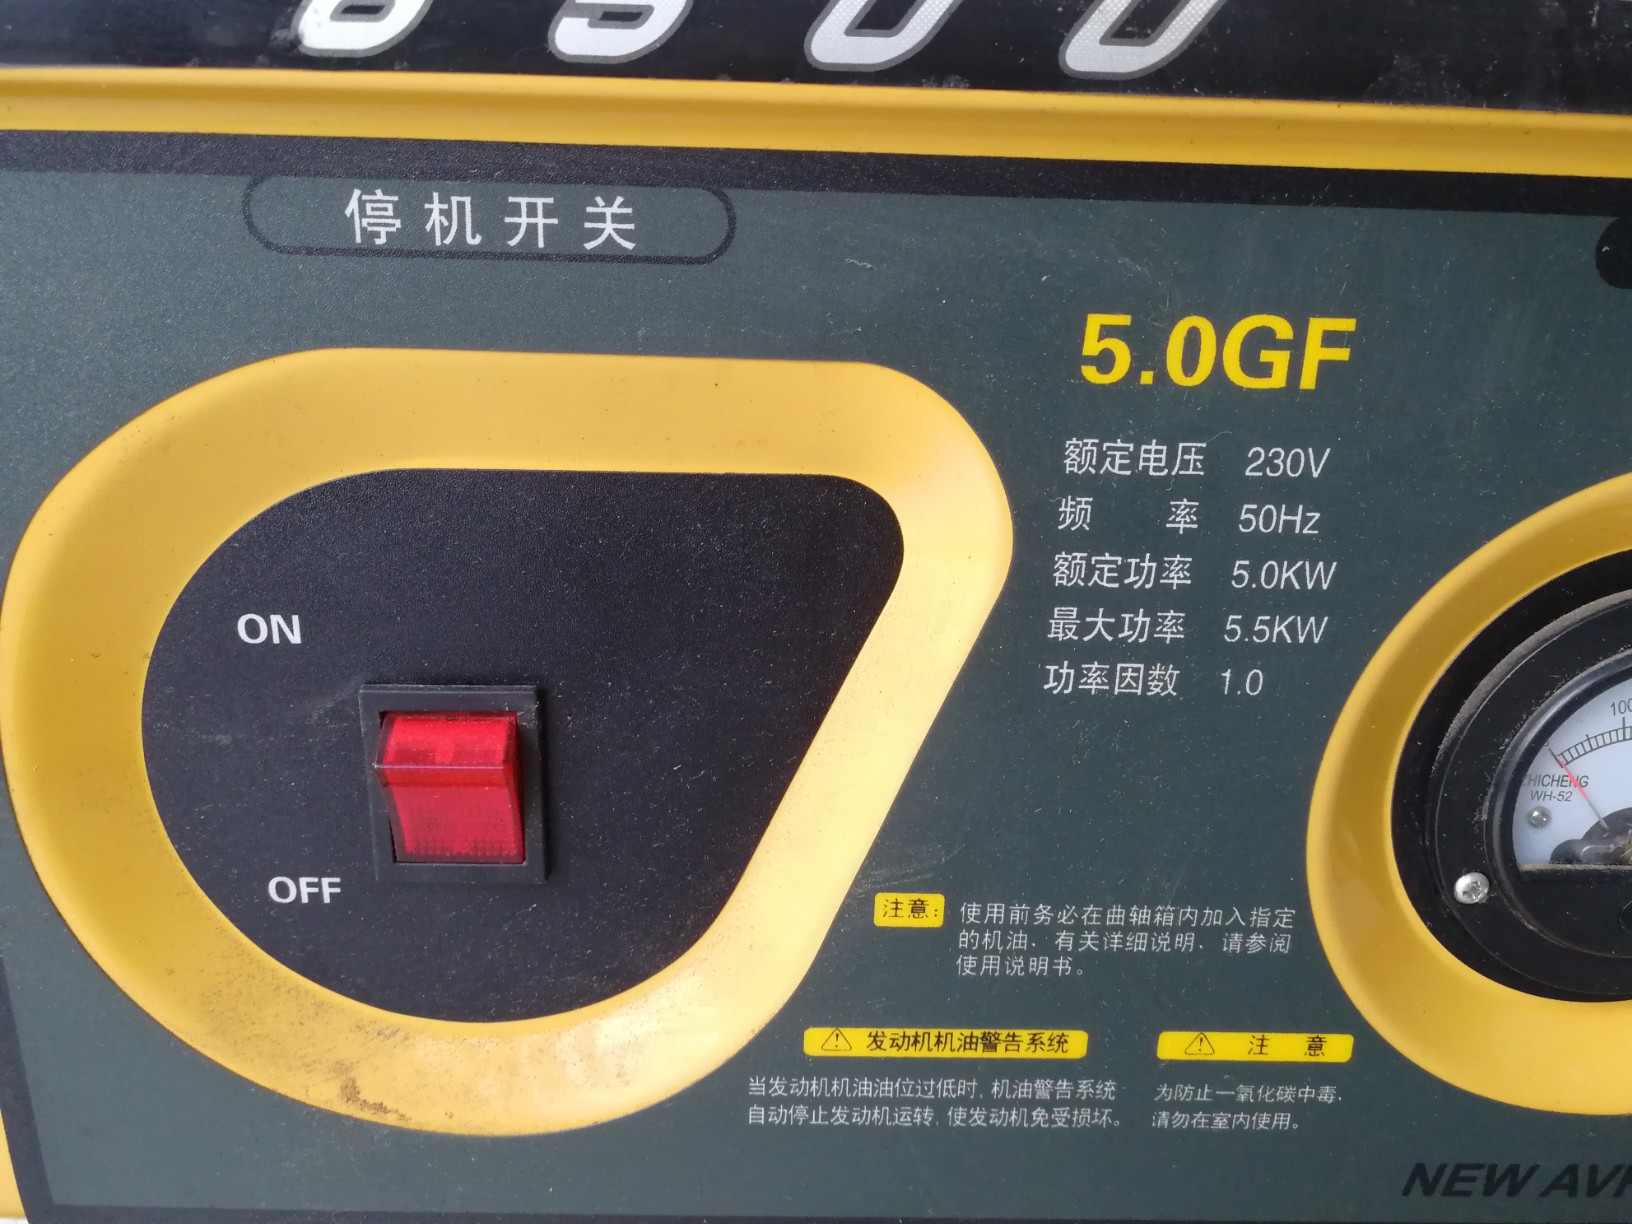 停机开关
5.0GF
额定电压 230V
频 率 50Hz
额定功率 5.0KW
最大功率 5.5KW
功率因数 1.0
ON
OFF
100
WH-52
注意:
使用前务必在曲轴箱内加入指定
的机油. 有关详细说明. 请参阅
使用说明书。
发动机机油警告系统
当发动机机油油位过低时, 机油警告系统
自动停止发动机运转, 使发动机免受损坏。
注 意
为防止一氧化碳中毒.
请勿在室内使用。
NEW AV